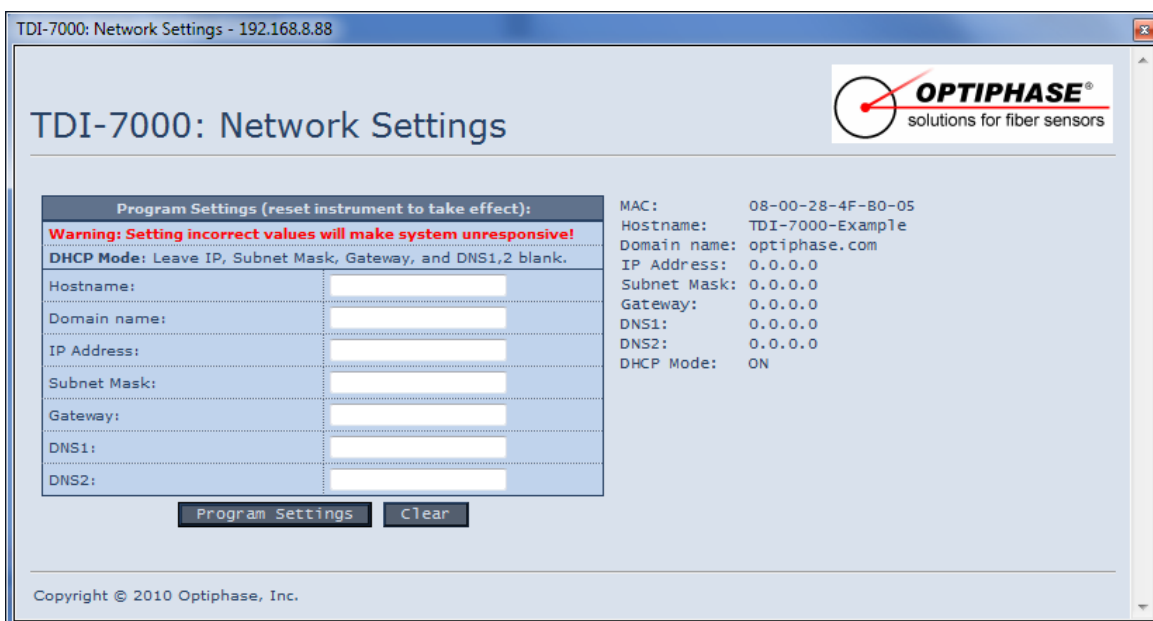 TDI-7000: Network Settings - 192.168.8.88
OPTIPHASE®
solutions for fiber sensors
TDI-7000: Network Settings
Program Settings (reset instrument to take effect):
Warning: Setting incorrect values will make system unresponsive!
DHCP Mode: Leave IP, Subnet Mask, Gateway, and DNS1,2 blank.
Hostname:
Domain name:
IP Address:
Subnet Mask:
Gateway:
DNS1:
DNS2:
Program Settings Clear
MAC: 08-00-28-4F-B0-05
Hostname: TDI-7000-Example
Domain name: optiphase.com
IP Address: 0.0.0.0
Subnet Mask: 0.0.0.0
Gateway: 0.0.0.0
DNS1: 0.0.0.0
DNS2: 0.0.0.0
DHCP Mode: ON
Copyright © 2010 Optiphase, Inc.